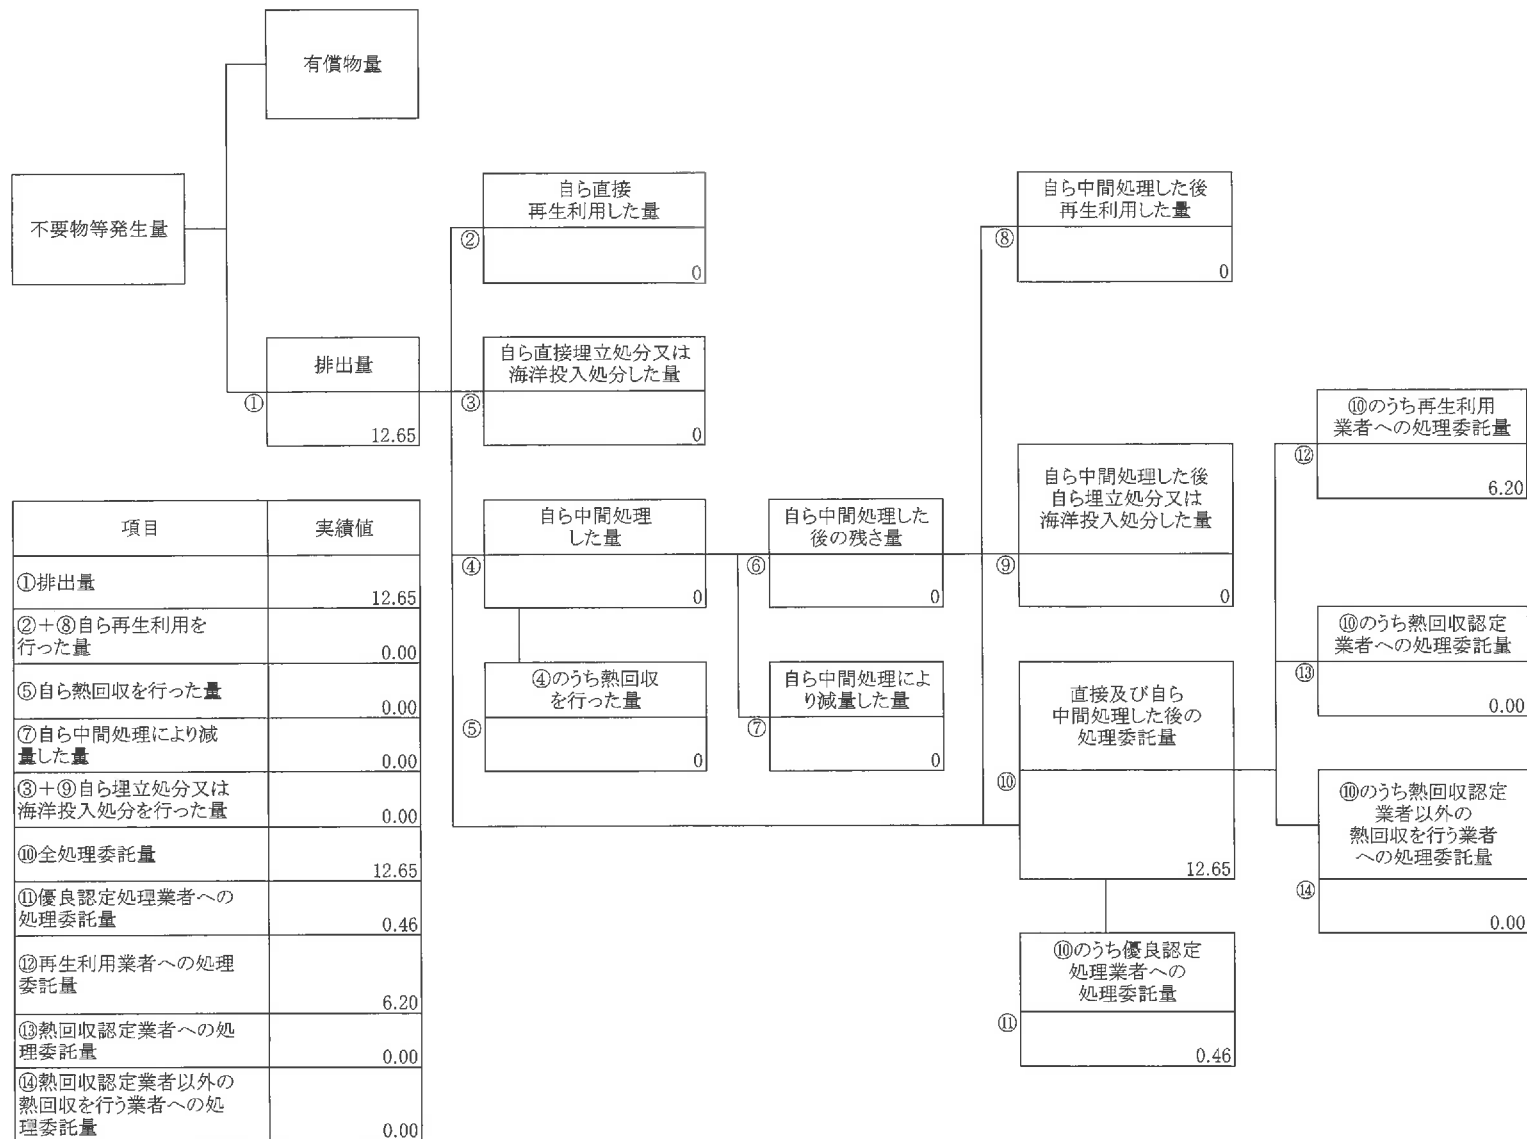 有償物量
不要物等発生量
排出量
①
12.65
自ら直接
再生利用した量
②
0
自ら直接埋立処分又は
海洋投入処分した量
③
0
自ら中間処理
した量
④
0
④のうち熱回収
を行った量
⑤
0
自ら中間処理した
後の残さ量
⑥
0
自ら中間処理によ
り減量した量
⑦
0
自ら中間処理した後
再生利用した量
⑧
0
自ら中間処理した後
自ら埋立処分又は
海洋投入処分した量
⑨
0
直接及び自ら
中間処理した後の
処理委託量
⑩
12.65
⑩のうち優良認定
処理業者への
処理委託量
⑪
0.46
⑩のうち再生利用
業者への処理委託量
⑫
6.20
⑩のうち熱回収認定
業者への処理委託量
⑬
0.00
⑩のうち熱回収認定
業者以外の
熱回収を行う業者
への処理委託量
⑭
0.00
項目 実績値
①排出量
12.65
②+⑧自ら再生利用を
行った量
0.00
⑤自ら熱回収を行った量
0.00
⑦自ら中間処理により減
量した量
0.00
③+⑨自ら埋立処分又は
海洋投入処分を行った量
0.00
⑩全処理委託量
12.65
⑪優良認定処理業者への
処理委託量
0.46
⑫再生利用業者への処理
委託量
6.20
⑬熱回収認定業者への処
理委託量
0.00
⑭熱回収認定業者以外の
熱回収を行う業者への処
理委託量
0.00